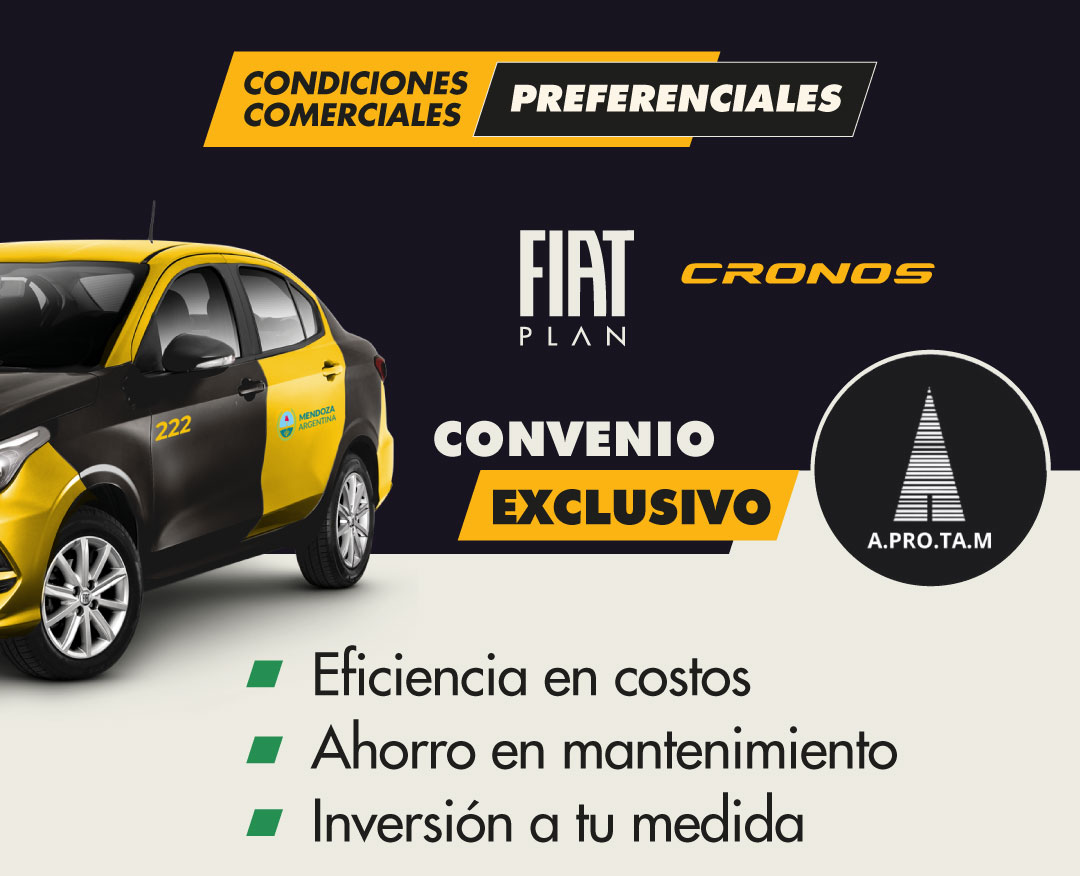 CONDICIONES
COMERCIALES
PREFERENCIALES
FIAT
PLAN
CRONOS
222
MENDOZA
ARGENTINA
CONVENIO
EXCLUSIVO
A.PRO.TA.M
Eficiencia en costos
Ahorro en mantenimiento
Inversión a tu medida